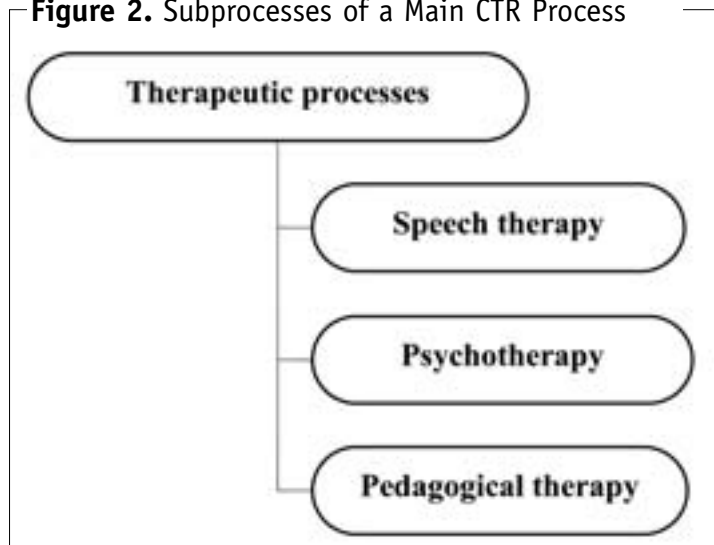 Figure 2. Subprocesses of a Main CTR Process
Therapeutic processes
Speech therapy
Psychotherapy
Pedagogical therapy